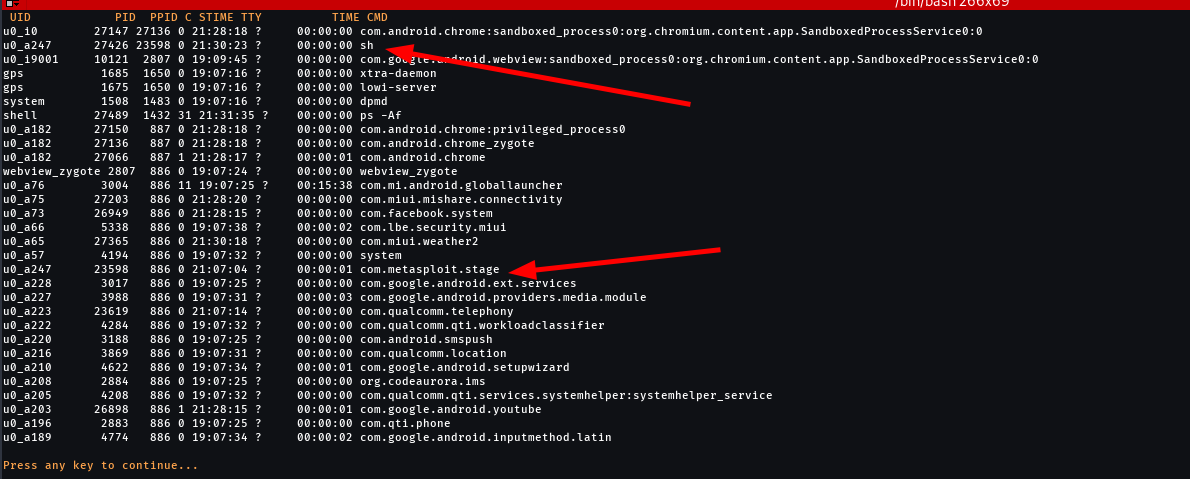 /bin/bash 266x69
UID PID PPID C STIME TTY TIME CMD
u0_i0 27147 27136 0 21:28:18 ? 00:00:00 com.android.chrome:sandboxed_process0:org.chromium.content.app.SandboxedProcessService0:0
u0_a247 27426 23598 0 21:30:23 ? 00:00:00 sh
u0_i9001 10121 2807 0 19:09:45 ? 00:00:00 com.google.android.webview:sandboxed_process0:org.chromium.content.app.SandboxedProcessService0:0
gps 1685 1650 0 19:07:16 ? 00:00:00 xtra-daemon
gps 1675 1650 0 19:07:16 ? 00:00:00 lowi-server
system 1508 1483 0 19:07:16 ? 00:00:00 dpmd
shell 27489 1432 31 21:31:35 ? 00:00:00 ps -Af
u0_a182 27150 887 0 21:28:18 ? 00:00:00 com.android.chrome:privileged_process0
u0_a182 27136 887 0 21:28:18 ? 00:00:00 com.android.chrome_zygote
u0_a182 27066 887 1 21:28:17 ? 00:00:01 com.android.chrome
webview_zygote 2807 886 0 19:07:24 ? 00:00:00 webview_zygote
u0_a76 3004 886 11 19:07:25 ? 00:15:38 com.mi.android.globallauncher
u0_a75 27203 886 0 21:28:20 ? 00:00:00 com.miui.mishare.connectivity
u0_a73 26949 886 0 21:28:15 ? 00:00:00 com.facebook.system
u0_a66 5338 886 0 19:07:38 ? 00:00:02 com.lbe.security.miui
u0_a65 27365 886 0 21:30:18 ? 00:00:00 com.miui.weather2
u0_a57 4194 886 0 19:07:32 ? 00:00:00 system
u0_a247 23598 886 0 21:07:04 ? 00:00:01 com.metasploit.stage
u0_a228 3017 886 0 19:07:25 ? 00:00:00 com.google.android.ext.services
u0_a227 3988 886 0 19:07:31 ? 00:00:03 com.google.android.providers.media.module
u0_a223 23619 886 0 21:07:14 ? 00:00:00 com.qualcomm.telephony
u0_a222 4284 886 0 19:07:32 ? 00:00:00 com.qualcomm.qti.workloadclassifier
u0_a220 3188 886 0 19:07:25 ? 00:00:00 com.android.smspush
u0_a216 3869 886 0 19:07:31 ? 00:00:00 com.qualcomm.location
u0_a210 4622 886 0 19:07:34 ? 00:00:01 com.google.android.setupwizard
u0_a208 2884 886 0 19:07:25 ? 00:00:00 org.codeaurora.ims
u0_a205 4208 886 0 19:07:32 ? 00:00:00 com.qualcomm.qti.services.systemhelper:systemhelper_service
u0_a203 26898 886 1 21:28:15 ? 00:00:01 com.google.android.youtube
u0_a196 2883 886 0 19:07:25 ? 00:00:00 com.qti.phone
u0_a189 4774 886 0 19:07:34 ? 00:00:02 com.google.android.inputmethod.latin
Press any key to continue...